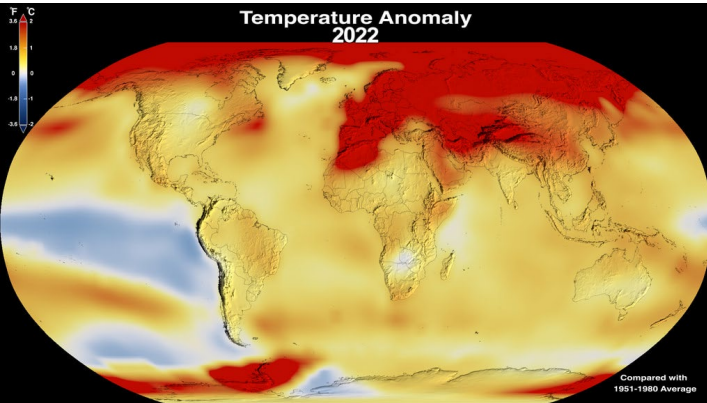 Temperature Anomaly
2022
°F °C
3.6 2
1.8 1
0 0
-1.8 -1
-3.6 -2
Compared with
1951-1980 Average